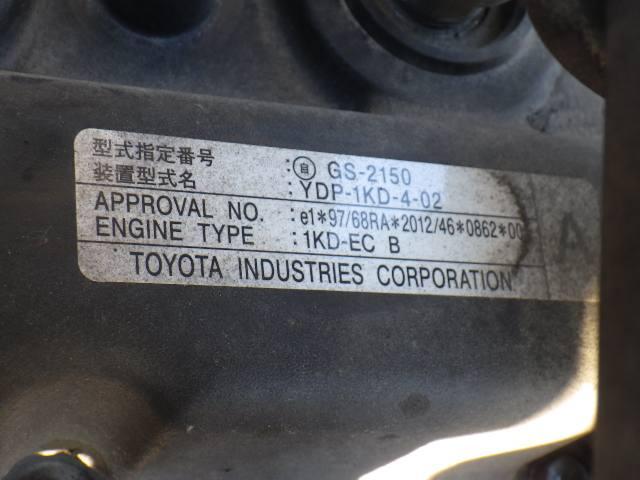 型式指定番号 :自 GS-2150
装置型式名 :YDP-1KD-4-02
APPROVAL NO. :e1*97/68RA*2012/46*0862*00
ENGINE TYPE :1KD-EC B
A
TOYOTA INDUSTRIES CORPORATION